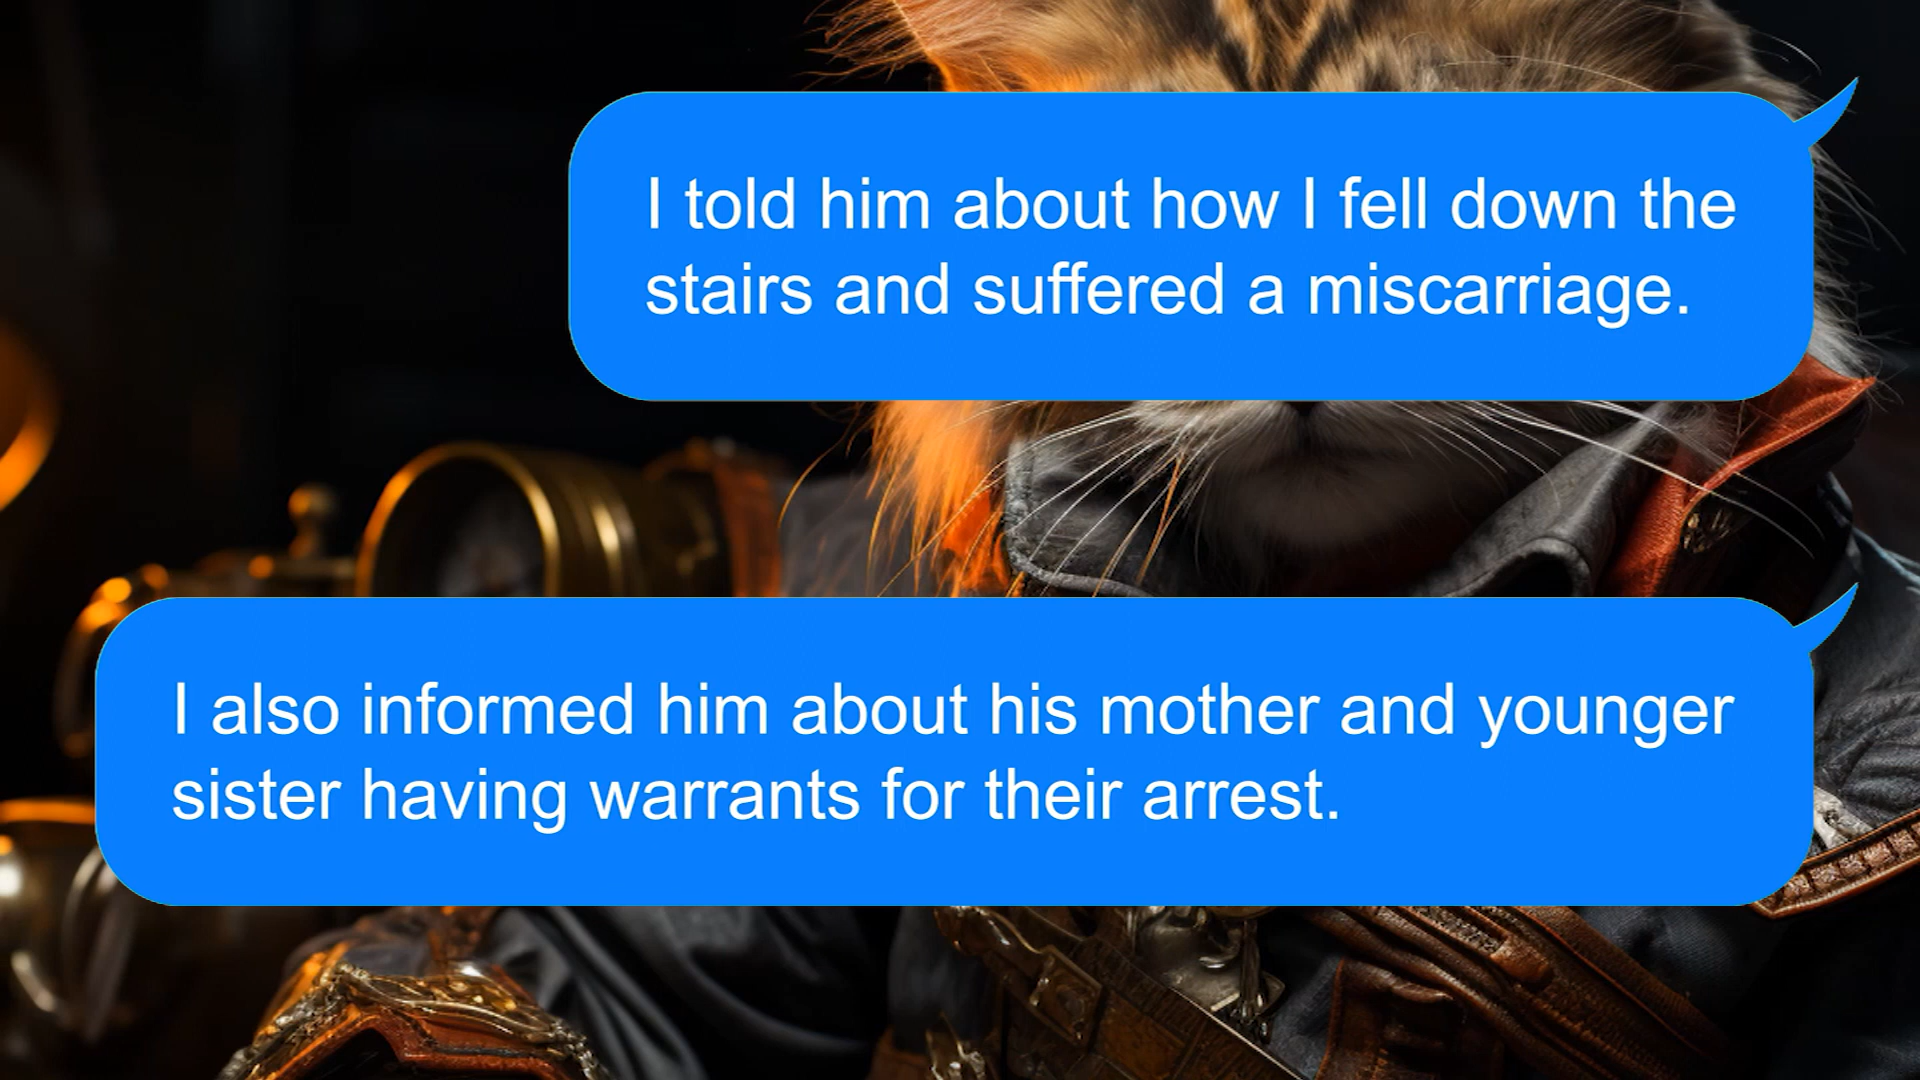 I told him about how I fell down the
stairs and suffered a miscarriage.
I also informed him about his mother and younger
sister having warrants for their arrest.